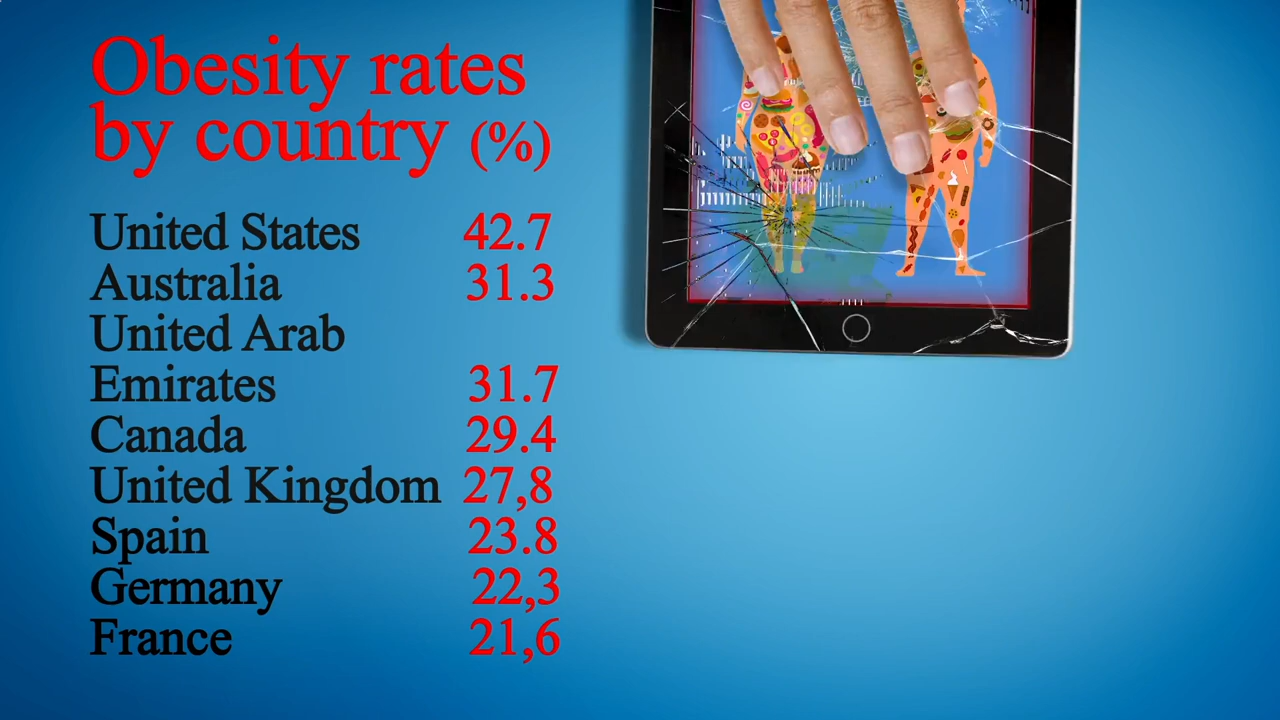 Obesity rates
by country (%)
United States 42.7
Australia 31.3
United Arab
Emirates 31.7
Canada 29.4
United Kingdom 27,8
Spain 23.8
Germany 22,3
France 21,6